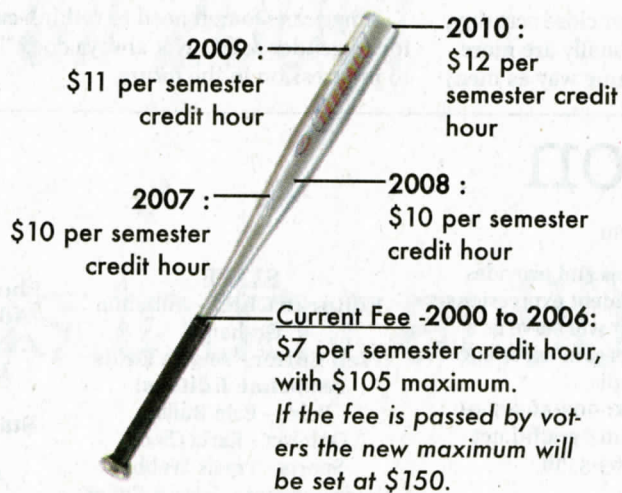 2009 :
$11 per semester
credit hour
2010 :
$12 per
semester credit
hour
2007 :
$10 per semester
credit hour
2008 :
$10 per semester
credit hour
Current Fee -2000 to 2006:
$7 per semester credit hour,
with $105 maximum.
If the fee is passed by vot-
ers the new maximum will
be set at $150.